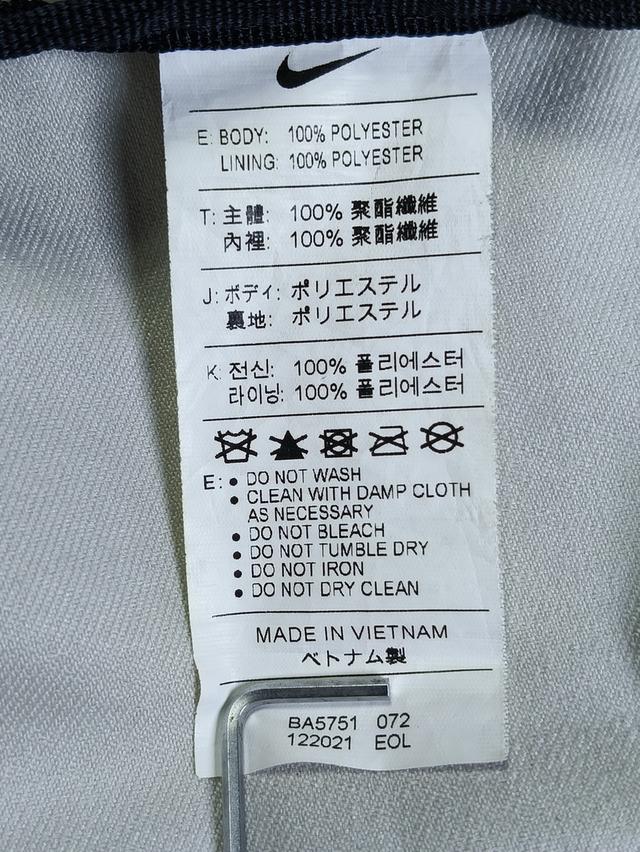 E: BODY: 100% POLYESTER
LINING: 100% POLYESTER
T: 主體: 100% 聚酯纖維
內裡: 100% 聚酯纖維
J: ボディ: ポリエステル
裏地: ポリエステル
K: 전신: 100% 폴리에스터
라이닝: 100% 폴리에스터
E: • DO NOT WASH
• CLEAN WITH DAMP CLOTH
AS NECESSARY
• DO NOT BLEACH
• DO NOT TUMBLE DRY
• DO NOT IRON
• DO NOT DRY CLEAN
MADE IN VIETNAM
ベトナム製
BA5751 072
122021 EOL